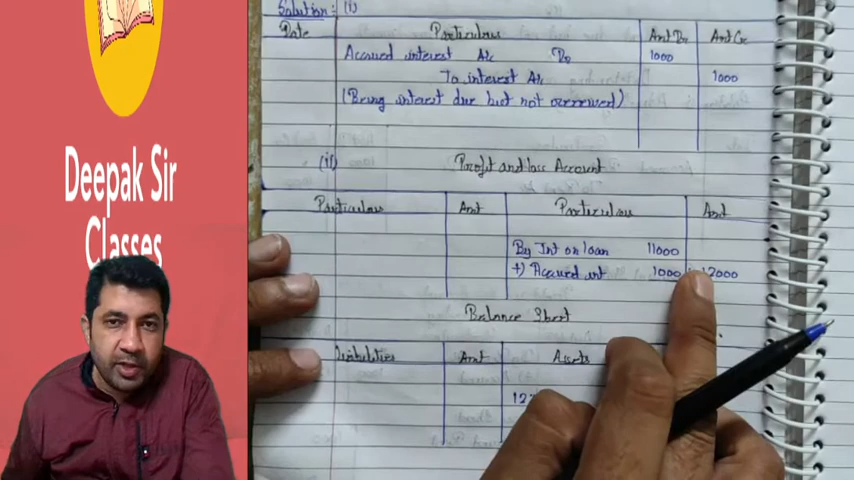 Deepak Sir
Classes
Solution:- (i)
Date Particulars Amt Dr Amt Cr
Accrued interest A/c Dr 1000
To interest A/c 1000
(Being interest due but not received)
(ii) Profit and loss Account
Particulars Amt Particulars Amt
By Int on loan 11000
+) Accrued int 1000 12000
Balance Sheet
Liabilities Amt Assets